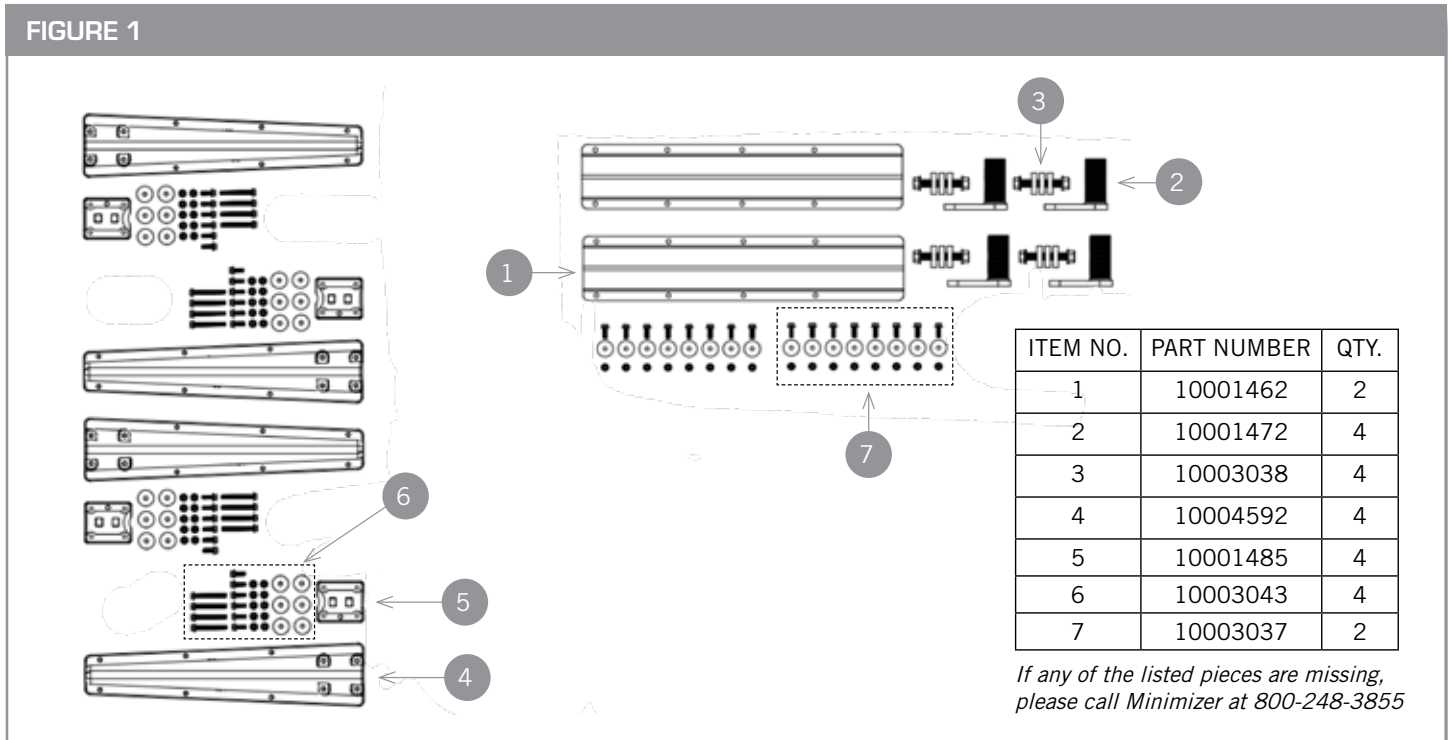 FIGURE 1
3
2
1
7
6
5
4
ITEM NO. PART NUMBER QTY.
1 10001462 2
2 10001472 4
3 10003038 4
4 10004592 4
5 10001485 4
6 10003043 4
7 10003037 2
If any of the listed pieces are missing,
please call Minimizer at 800-248-3855